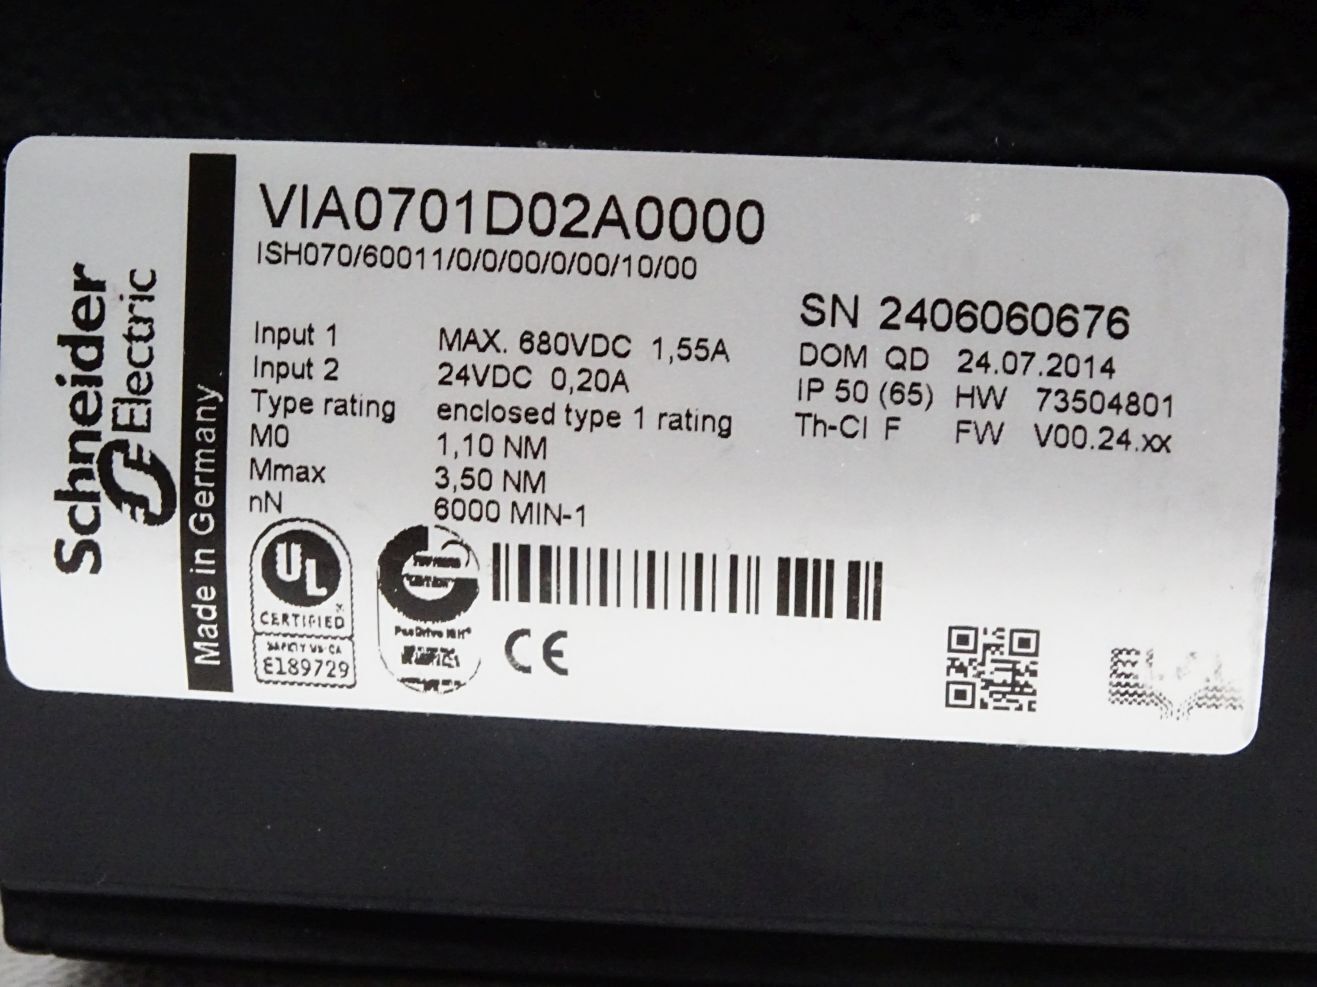 Schneider
Electric
Made in Germany
VIA0701D02A0000
ISH070/60011/0/0/00/0/00/10/00
SN 2406060676
Input 1 MAX. 680VDC 1,55A
DOM QD 24.07.2014
Input 2 24VDC 0,20A
IP 50 (65) HW 73504801
Type rating enclosed type 1 rating
Th-Cl F FW V00.24.xx
M0 1,10 NM
Mmax 3,50 NM
nN 6000 MIN-1
UL
CERTIFIED
SAFETY US CA
E189729
CE